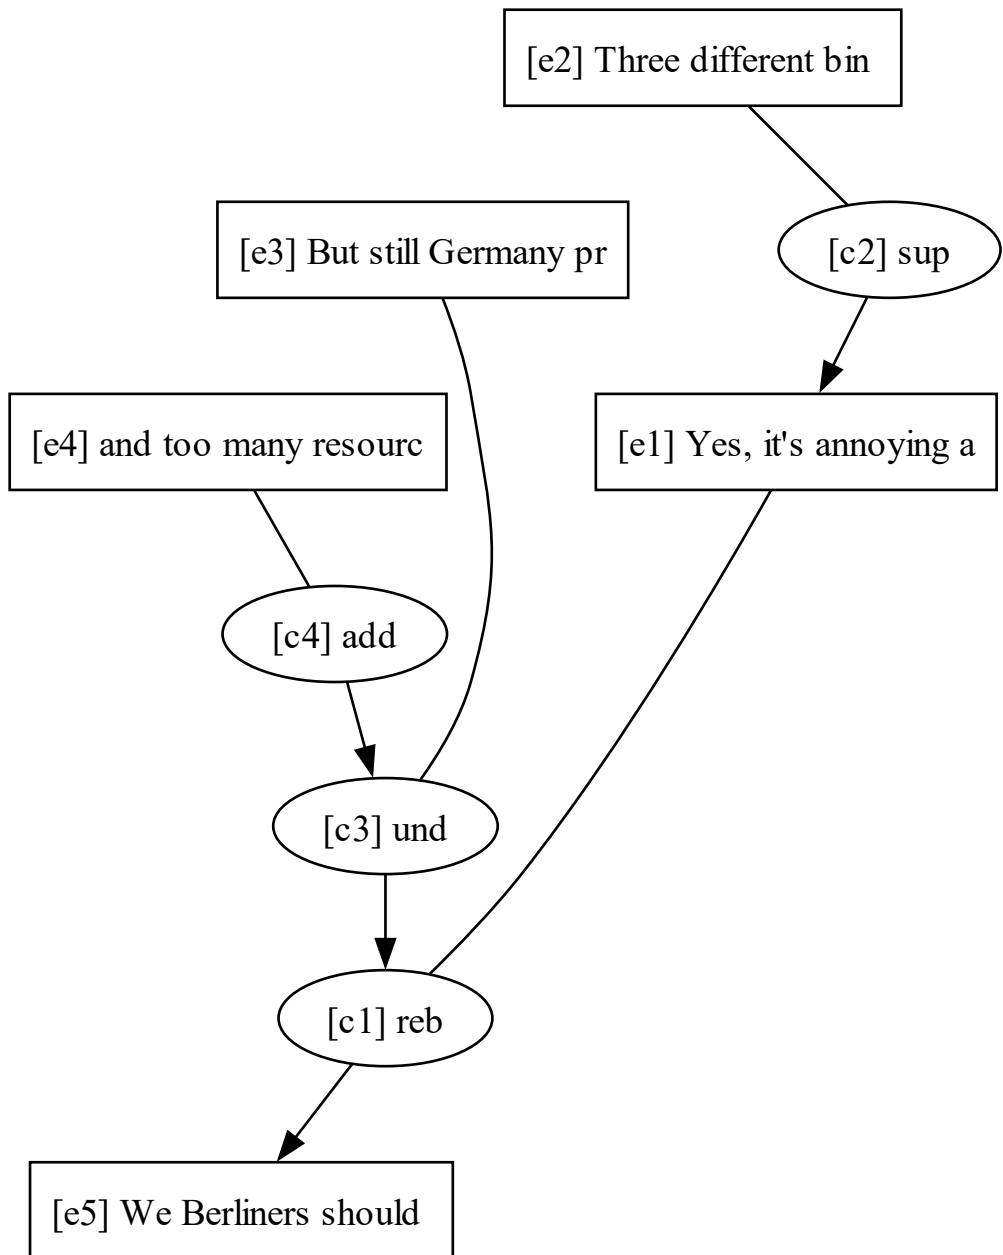 [e2] Three different bin
[e3] But still Germany pr
[c2] sup
[e4] and too many resourc
[e1] Yes, it's annoying a
[c4] add
[c3] und
[c1] reb
[e5] We Berliners should